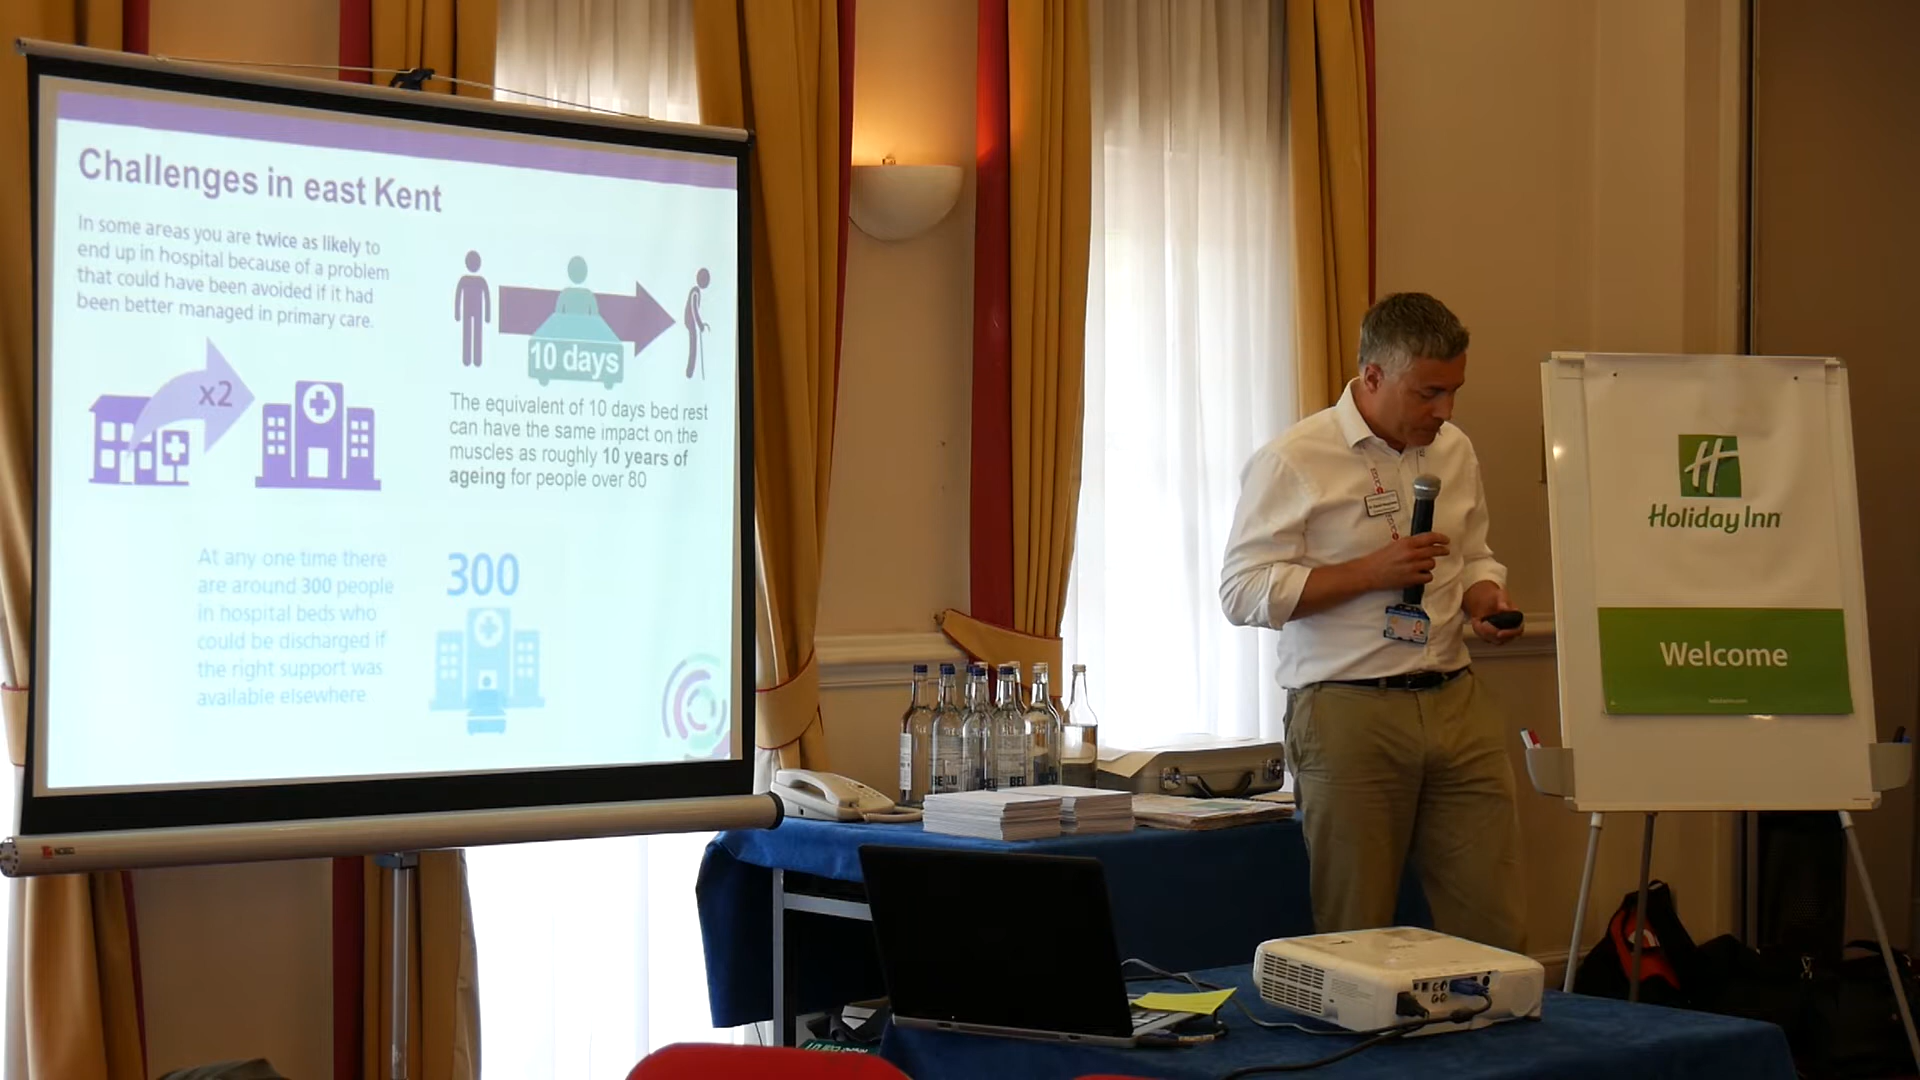 Challenges in east Kent
In some areas you are twice as likely to
end up in hospital because of a problem
that could have been avoided if it had
been better managed in primary care.
x2
10 days
The equivalent of 10 days bed rest
can have the same impact on the
muscles as roughly 10 years of
ageing for people over 80
At any one time there
are around 300 people
in hospital beds who
could be discharged if
the right support was
available elsewhere
300
NOBO
BELU
BEL
BEL
H
Holiday Inn
Welcome